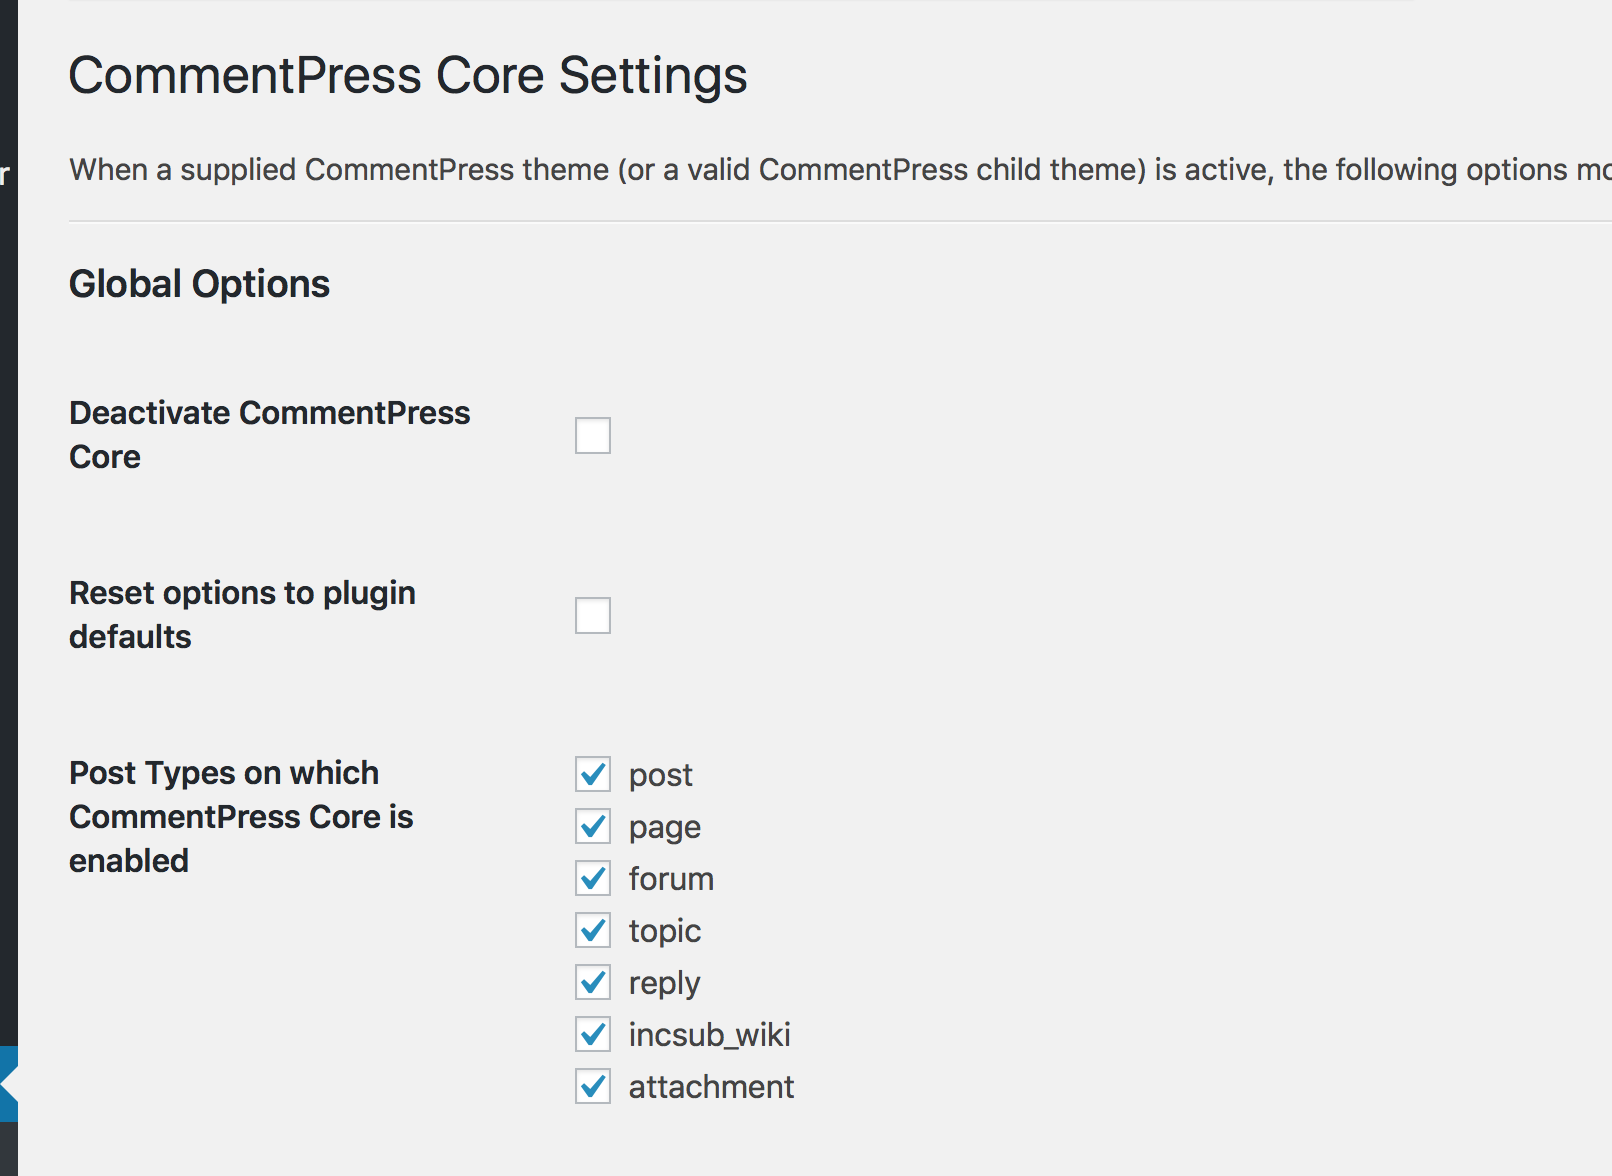 CommentPress Core Settings
When a supplied CommentPress theme (or a valid CommentPress child theme) is active, the following options
Global Options
Deactivate CommentPress
Core
Reset options to plugin
defaults
Post Types on which
CommentPress Core is
enabled
post
page
forum
topic
reply
incsub_wiki
attachment